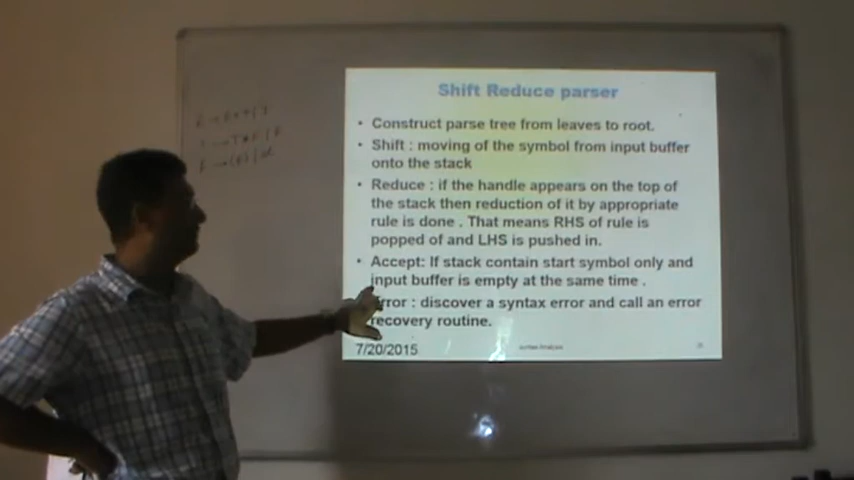 Shift Reduce parser
• Construct parse tree from leaves to root.
• Shift : moving of the symbol from input buffer
onto the stack
• Reduce : if the handle appears on the top of
the stack then reduction of it by appropriate
rule is done . That means RHS of rule is
popped of and LHS is pushed in.
• Accept: If stack contain start symbol only and
input buffer is empty at the same time .
rror : discover a syntax error and call an error
recovery routine.
7/20/2015